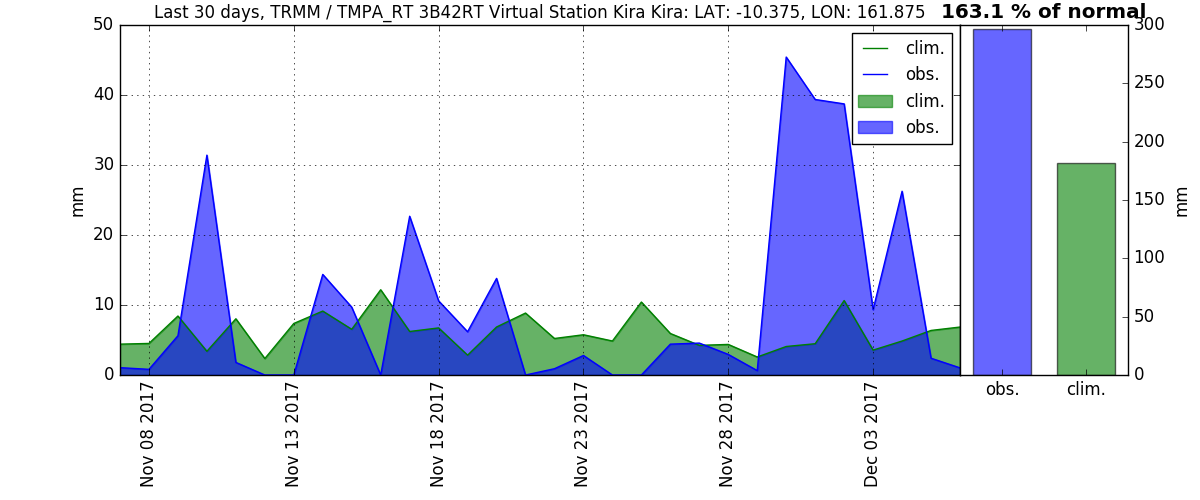 Last 30 days, TRMM / TMPA_RT 3B42RT Virtual Station Kira Kira: LAT: -10.375, LON: 161.875 163.1 % of normal
50
40
30
20
10
0
mm
clim.
obs.
clim.
obs.
300
250
200
150
100
50
0
mm
Nov 08 2017
Nov 13 2017
Nov 18 2017
Nov 23 2017
Nov 28 2017
Dec 03 2017
obs. clim.